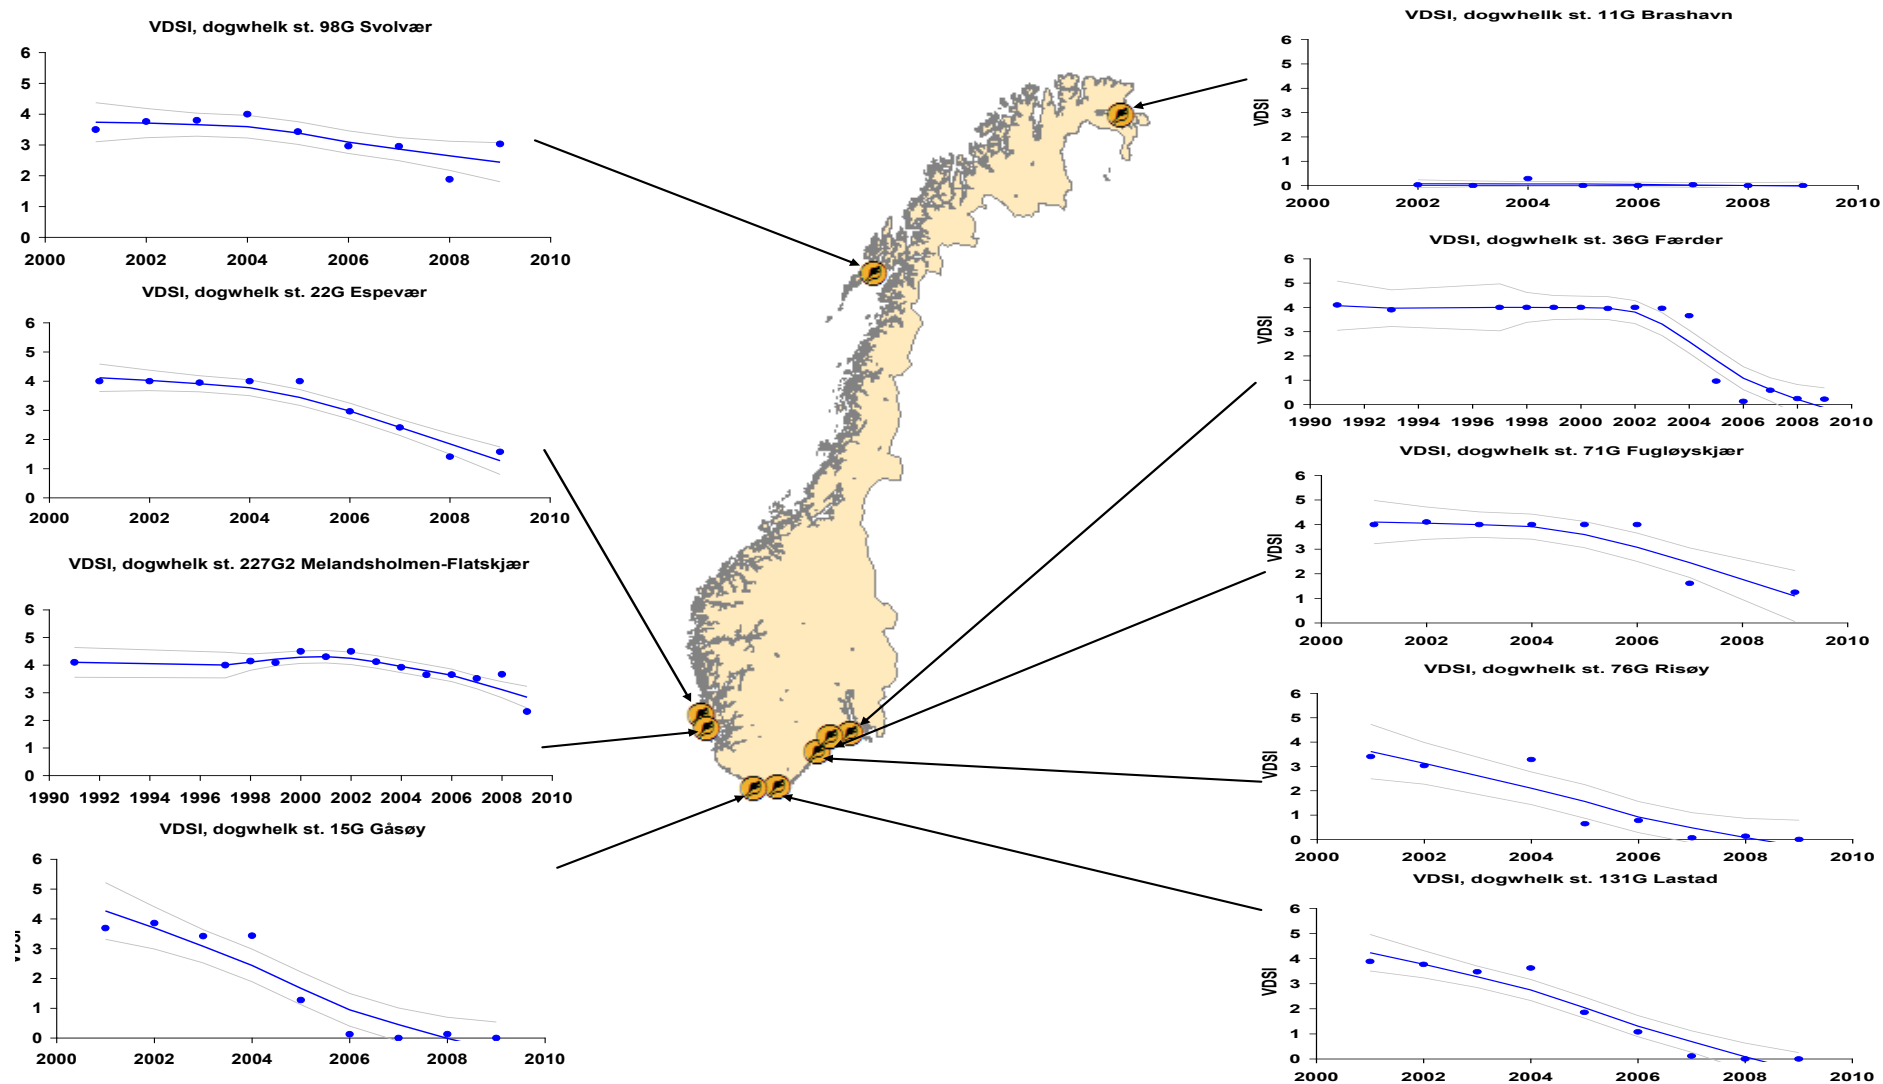 VDSI, dogwhelk st. 98G Svolvær
6
5
4
3
2
1
0
2000 2002 2004 2006 2008 2010
VDSI, dogwhelk st. 22G Espevær
6
5
4
3
2
1
0
2000 2002 2004 2006 2008 2010
VDSI, dogwhelk st. 227G2 Melandsholmen-Flatskjær
6
5
4
3
2
1
0
1990 1992 1994 1996 1998 2000 2002 2004 2006 2008 2010
VDSI, dogwhelk st. 15G Gåsøy
VDSI
6
5
4
3
2
1
0
2000 2002 2004 2006 2008 2010
VDSI, dogwhellk st. 11G Brashavn
VDSI
6
5
4
3
2
1
0
2000 2002 2004 2006 2008 2010
VDSI, dogwhelk st. 36G Færder
VDSI
6
5
4
3
2
1
0
1990 1992 1994 1996 1998 2000 2002 2004 2006 2008 2010
VDSI, dogwhelk st. 71G Fugløyskjær
VDSI
6
5
4
3
2
1
0
2000 2002 2004 2006 2008 2010
VDSI, dogwhelk st. 76G Risøy
VDSI
6
5
4
3
2
1
0
2000 2002 2004 2006 2008 2010
VDSI, dogwhelk st. 131G Lastad
VDSI
6
5
4
3
2
1
0
2000 2002 2004 2006 2008 2010